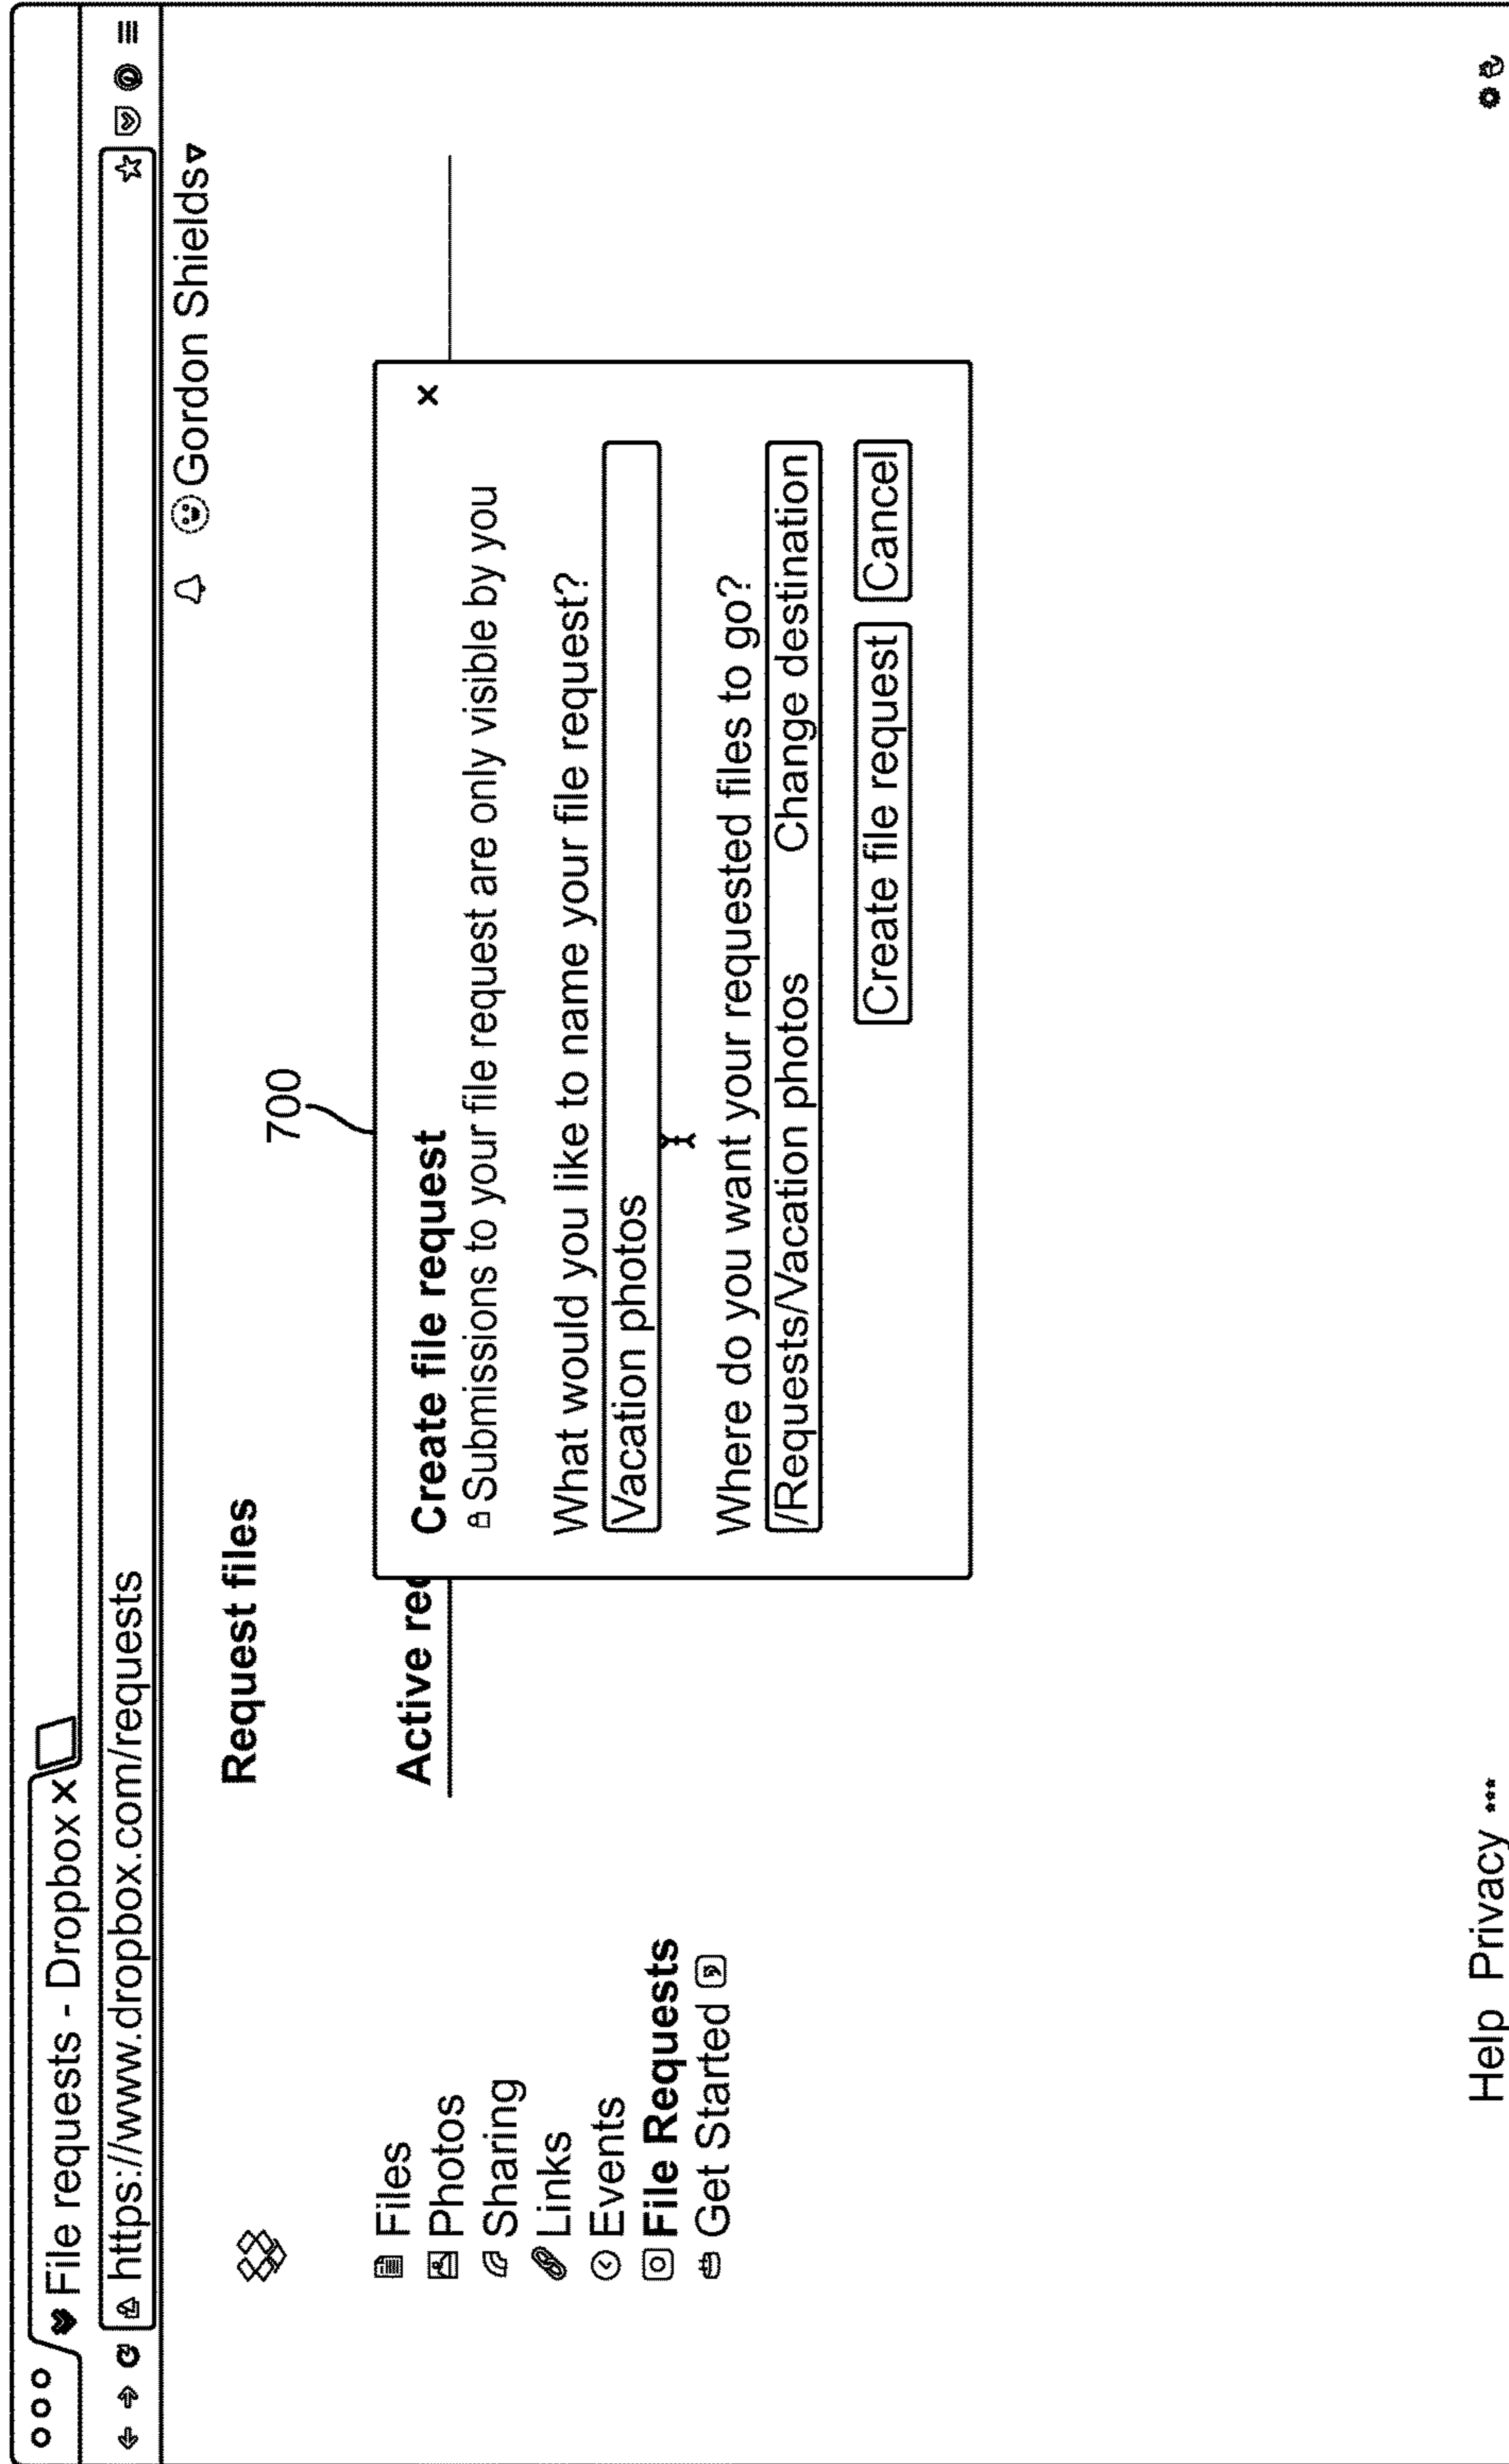 File requests - Dropbox x
https://www.dropbox.com/requests
Gordon Shields
Request files
700
Files
Photos
Sharing
Links
Events
File Requests
Get Started
Active req
Create file request
x
Submissions to your file request are only visible by you
What would you like to name your file request?
Vacation photos
Where do you want your requested files to go?
/Requests/Vacation photos Change destination
Create file request Cancel
Help Privacy